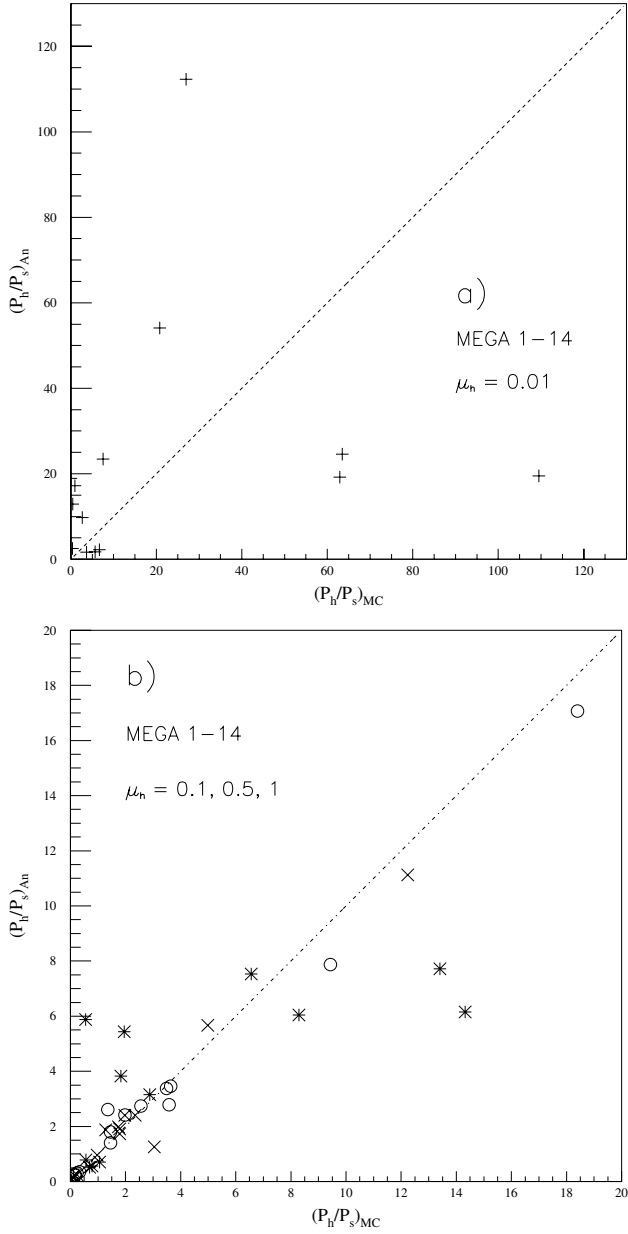 120
100
80
60
40
20
0
(P_h/P_s)_An
a)
MEGA 1-14
μ_h = 0.01
0 20 40 60 80 100 120
(P_h/P_s)_MC
20
18
16
14
12
10
8
6
4
2
0
(P_h/P_s)_An
b)
MEGA 1-14
μ_h = 0.1, 0.5, 1
0 2 4 6 8 10 12 14 16 18 20
(P_h/P_s)_MC